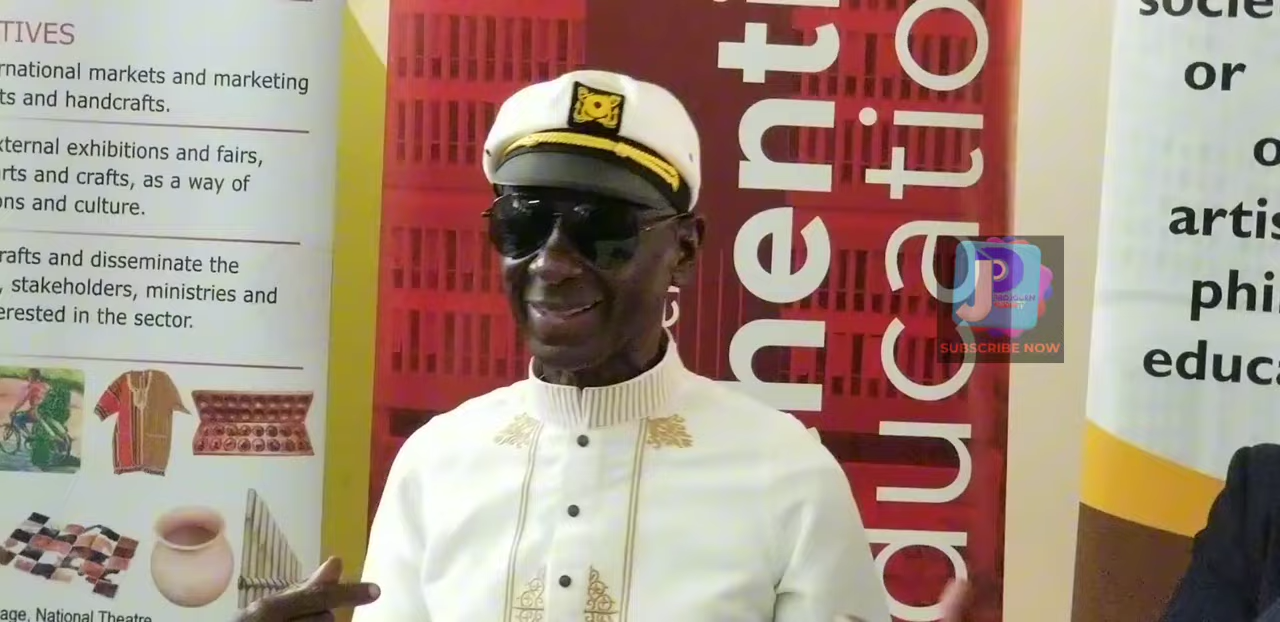 TIVES
rnational markets and marketing
ts and handcrafts.
xternal exhibitions and fairs,
rts and crafts, as a way of
ons and culture.
rafts and disseminate the
, stakeholders, ministries and
erested in the sector.
age, National Theatre
henti
ducatio
SUBSCRIBE NOW
socie
or
o
artis
phi
educa